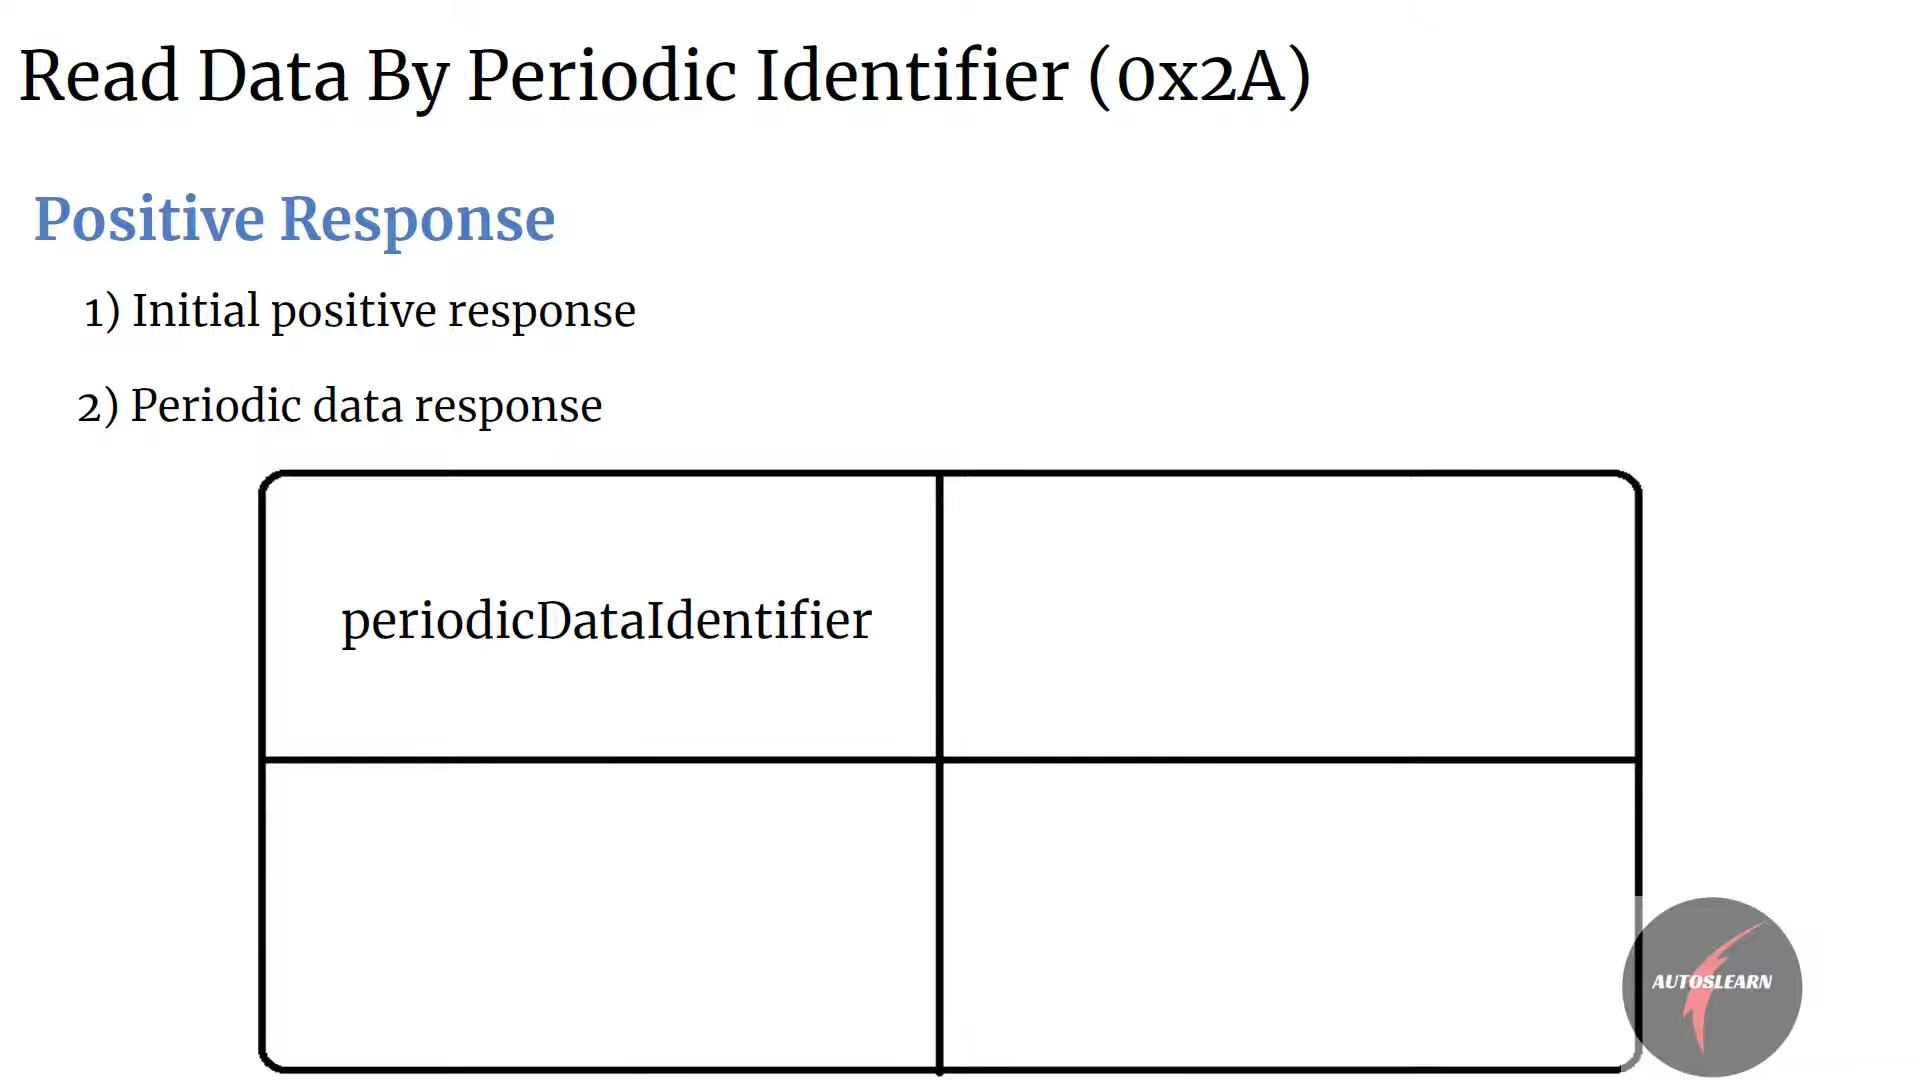 Read Data By Periodic Identifier (0x2A)
Positive Response
1) Initial positive response
2) Periodic data response
periodicDataIdentifier
AUTOSLEARN